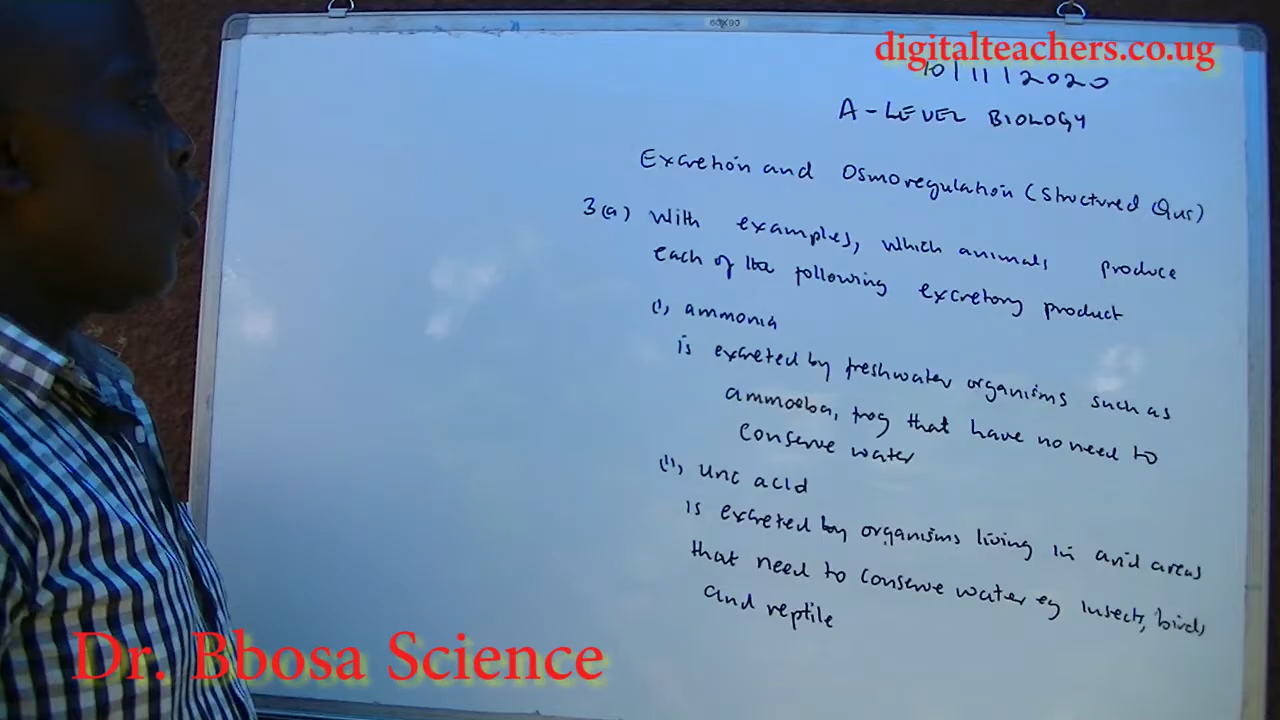 60X90
digitalteachers.co.ug
10/11/2020
A-LEVEL BIOLOGY
Excretion and Osmoregulation (Structured Qns)
3(a) With examples, which animals produce
each of the following excretory product
(i) ammonia
is excreted by freshwater organisms such as
ammoeba, frog that have no need to
conserve water
(ii) uric acid
is excreted by organisms living in arid areas
that need to conserve water eg insects, birds
and reptile
Dr. Bbosa Science